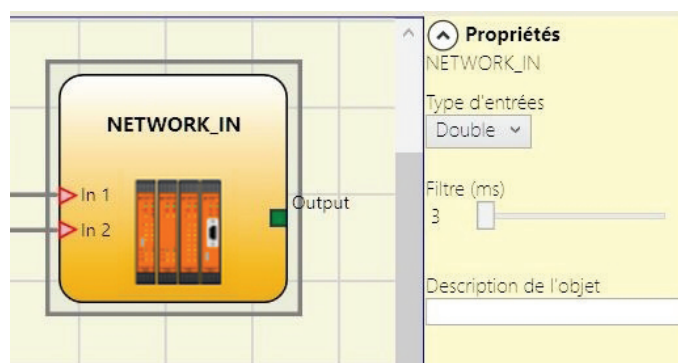 NETWORK_IN
In 1
In 2
Output
Propriétés
NETWORK_IN
Type d'entrées
Double
Filtre (ms)
3
Description de l'objet